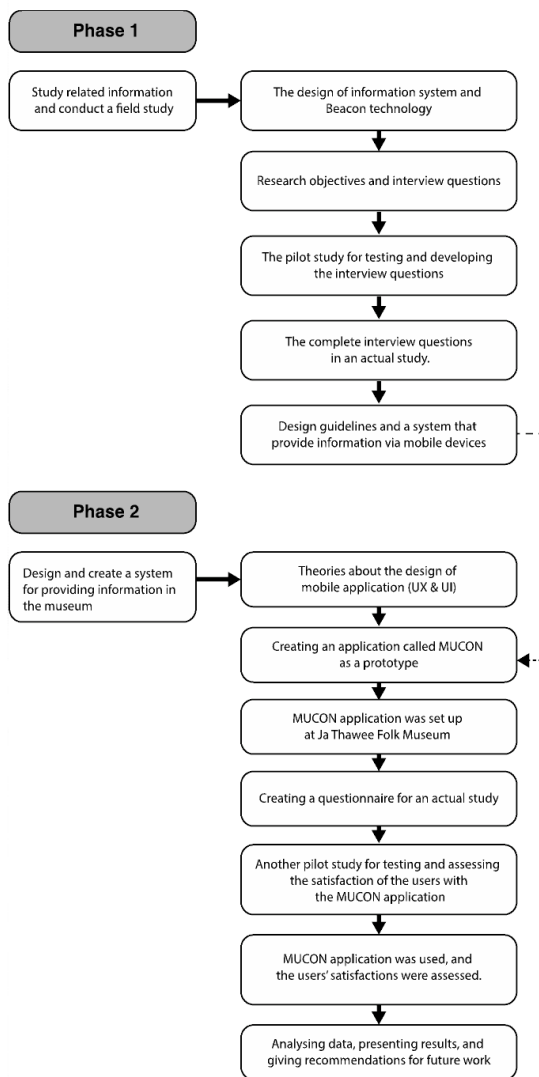 Phase 1
Study related information
and conduct a field study
The design of information system and
Beacon technology
Research objectives and interview questions
The pilot study for testing and developing
the interview questions
The complete interview questions
in an actual study.
Design guidelines and a system that
provide information via mobile devices
Phase 2
Design and create a system
for providing information in
the museum
Theories about the design of
mobile application (UX & UI)
Creating an application called MUCON
as a prototype
MUCON application was set up
at Ja Thawee Folk Museum
Creating a questionnaire for an actual study
Another pilot study for testing and assessing
the satisfaction of the users with
the MUCON application
MUCON application was used, and
the users' satisfactions were assessed.
Analysing data, presenting results, and
giving recommendations for future work